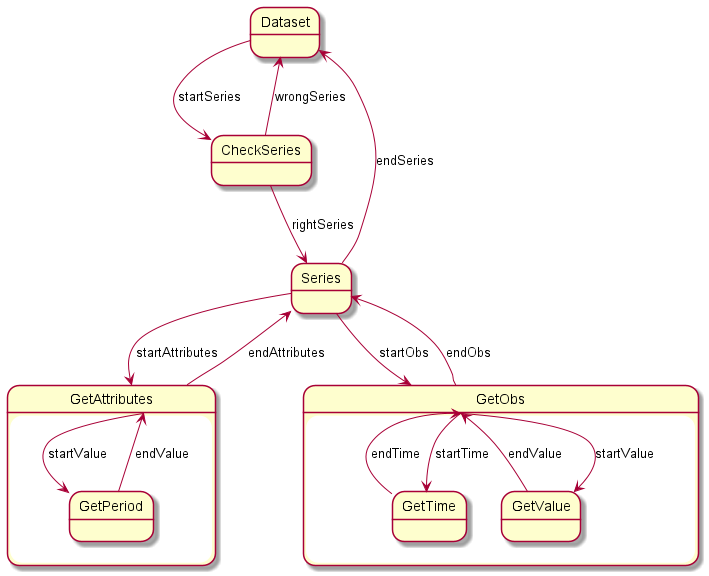 Dataset
startSeries
wrongSeries
CheckSeries
endSeries
rightSeries
Series
startAttributes
endAttributes
startObs
endObs
GetAttributes
GetObs
startValue
endValue
endTime
startTime
endValue
startValue
GetPeriod
GetTime
GetValue